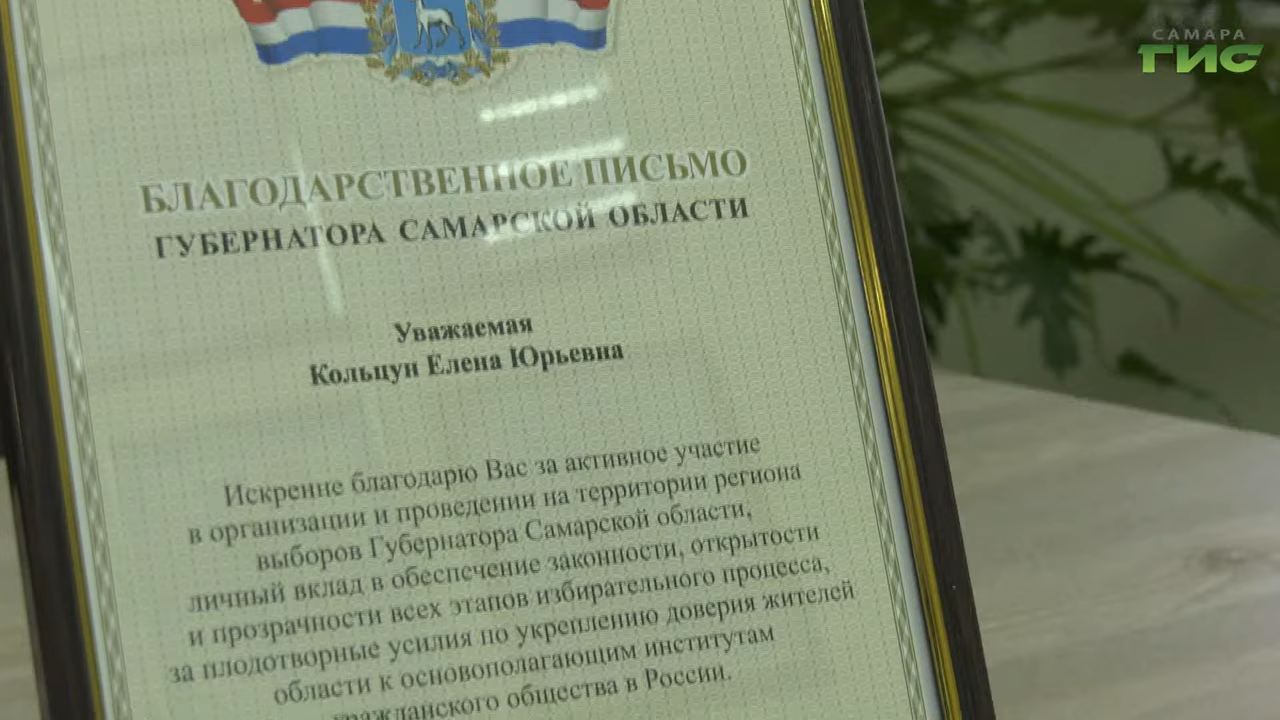 САМАРА
ГИС
БЛАГОДАРСТВЕННОЕ ПИСЬМО
ГУБЕРНАТОРА САМАРСКОЙ ОБЛАСТИ
Уважаемая
Кольцун Елена Юрьевна
Искренне благодарю Вас за активное участие
в организации и проведении на территории региона
выборов Губернатора Самарской области,
личный вклад в обеспечение законности, открытости
и прозрачности всех этапов избирательного процесса,
за плодотворные усилия по укреплению доверия жителей
области к основополагающим институтам
гражданского общества в России.